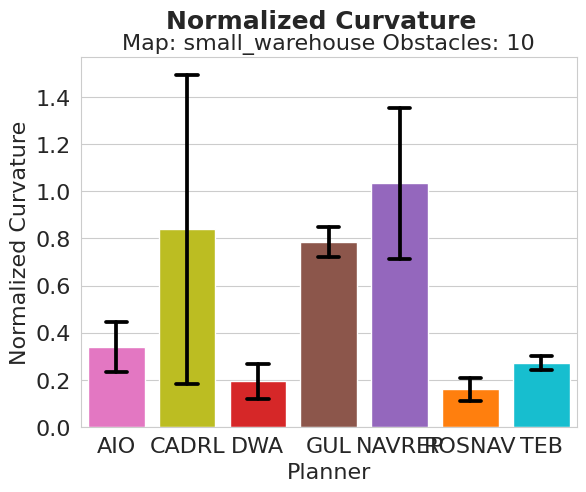 Normalized Curvature
Map: small_warehouse Obstacles: 10
Normalized Curvature
1.4
1.2
1.0
0.8
0.6
0.4
0.2
0.0
AIO CADRL DWA GUL NAVREP ROSNAV TEB
Planner